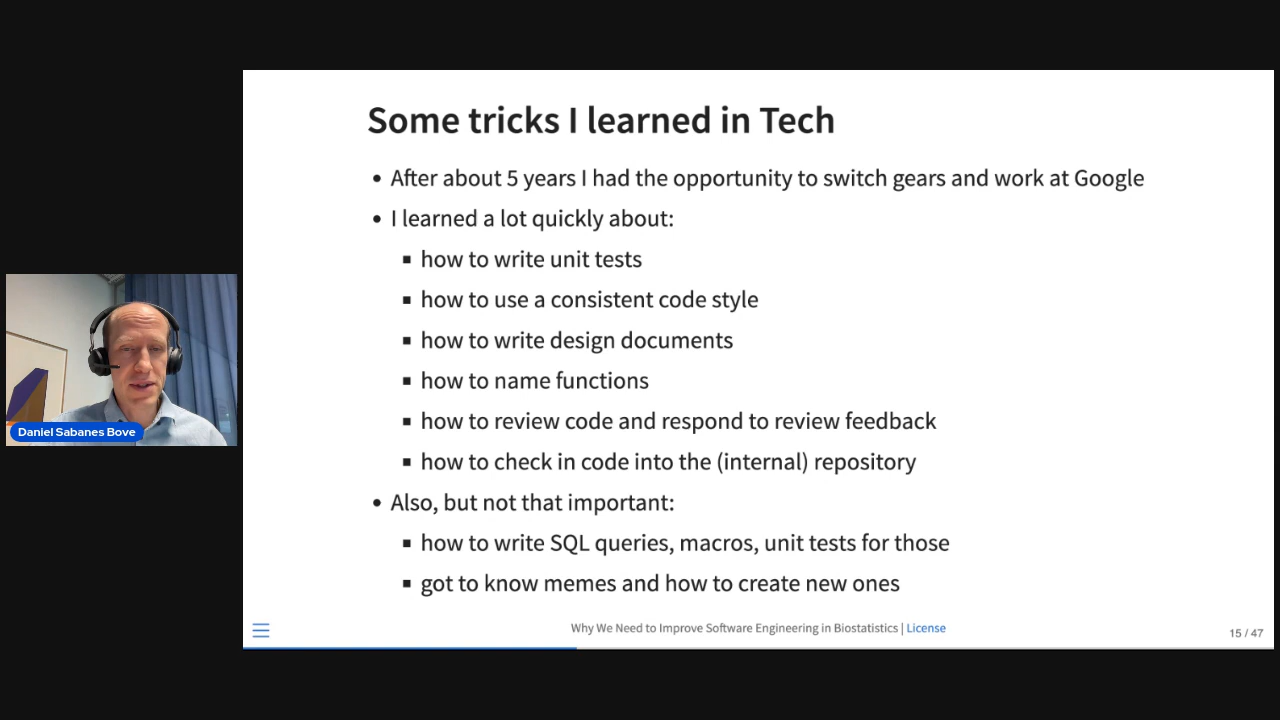 Some tricks I learned in Tech
• After about 5 years I had the opportunity to switch gears and work at Google
• I learned a lot quickly about:
▪ how to write unit tests
▪ how to use a consistent code style
▪ how to write design documents
▪ how to name functions
▪ how to review code and respond to review feedback
▪ how to check in code into the (internal) repository
• Also, but not that important:
▪ how to write SQL queries, macros, unit tests for those
▪ got to know memes and how to create new ones
Why We Need to Improve Software Engineering in Biostatistics | License
15 / 47
Daniel Sabanes Bove